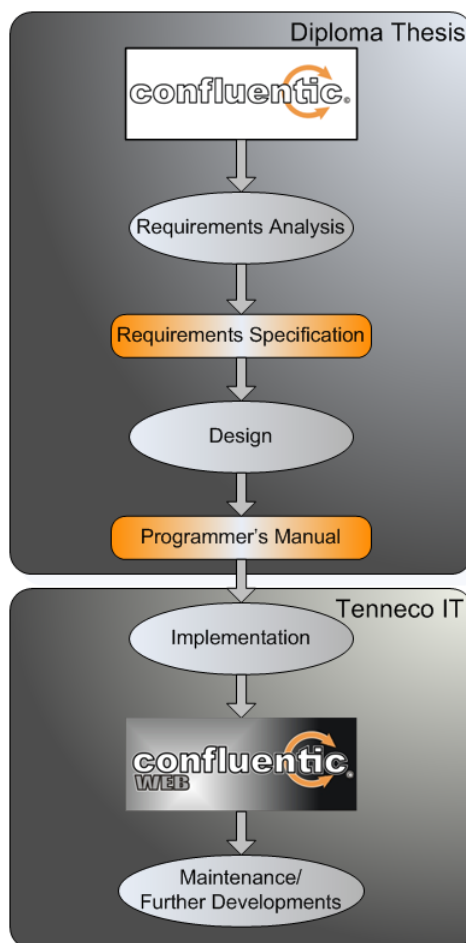 Diploma Thesis
confluentic®
Requirements Analysis
Requirements Specification
Design
Programmer's Manual
Tenneco IT
Implementation
confluentic®
WEB
Maintenance/
Further Developments